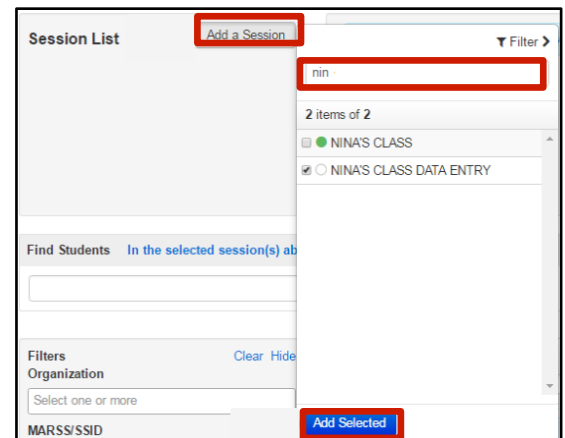 Session List
Add a Session
Filter
nin
2 items of 2
NINA'S CLASS
NINA'S CLASS DATA ENTRY
Find Students In the selected session(s) ab
Filters
Clear Hide
Organization
Select one or more
MARSS/SSID
Add Selected